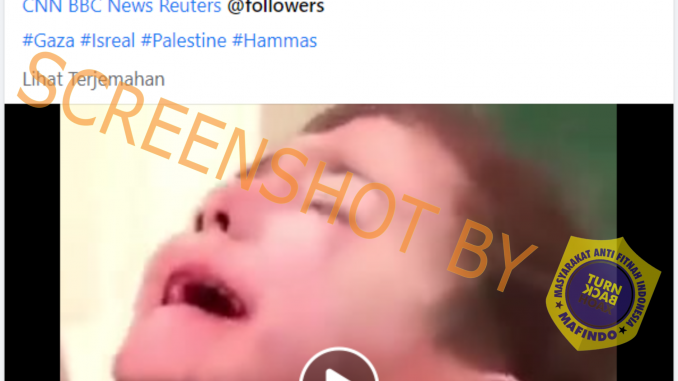 CNN BBC News Reuters @followers
#Gaza #Isreal #Palestine #Hammas
Lihat Terjemahan
SCREENSHOT BY
MASYARAKAT ANTI FITNAH INDONESIA
TURN
BACK
MAFINDO